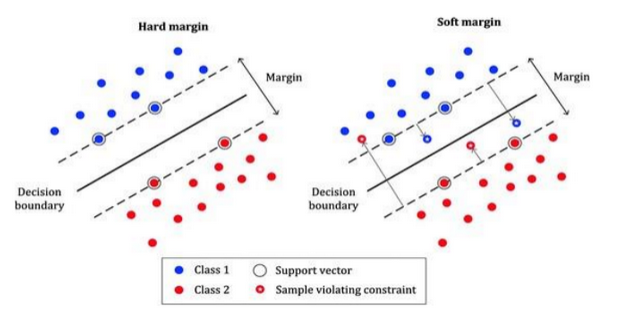 Hard margin
Margin
Decision
boundary
Soft margin
Margin
Decision
boundary
Class 1
Support vector
Class 2
Sample violating constraint